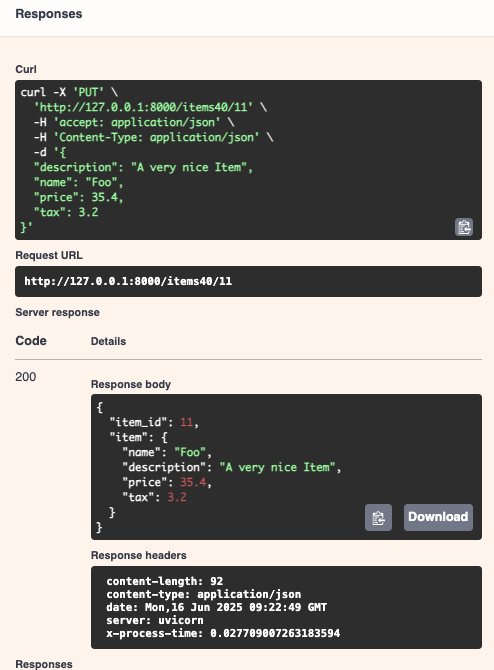 Responses
Curl
curl -X 'PUT' \
  'http://127.0.0.1:8000/items40/11' \
  -H 'accept: application/json' \
  -H 'Content-Type: application/json' \
  -d '{
  "description": "A very nice Item",
  "name": "Foo",
  "price": 35.4,
  "tax": 3.2
}'
Request URL
http://127.0.0.1:8000/items40/11
Server response
Code Details
200
Response body
{
  "item_id": 11,
  "item": {
    "name": "Foo",
    "description": "A very nice Item",
    "price": 35.4,
    "tax": 3.2
  }
}
Download
Response headers
content-length: 92
content-type: application/json
date: Mon,16 Jun 2025 09:22:49 GMT
server: uvicorn
x-process-time: 0.027709007263183594
Responses